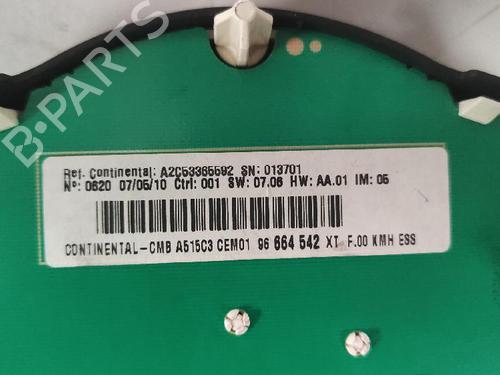 B-PARTS
Ref. Continental: A2C53365592 SN: 013701
Nº: 0620 07/05/10 Ctrl: 001 SW: 07.06 HW: AA.01 IM: 05
CONTINENTAL-CMB A515C3 CEM01 96 664 542 XT F.00 KMH ESS